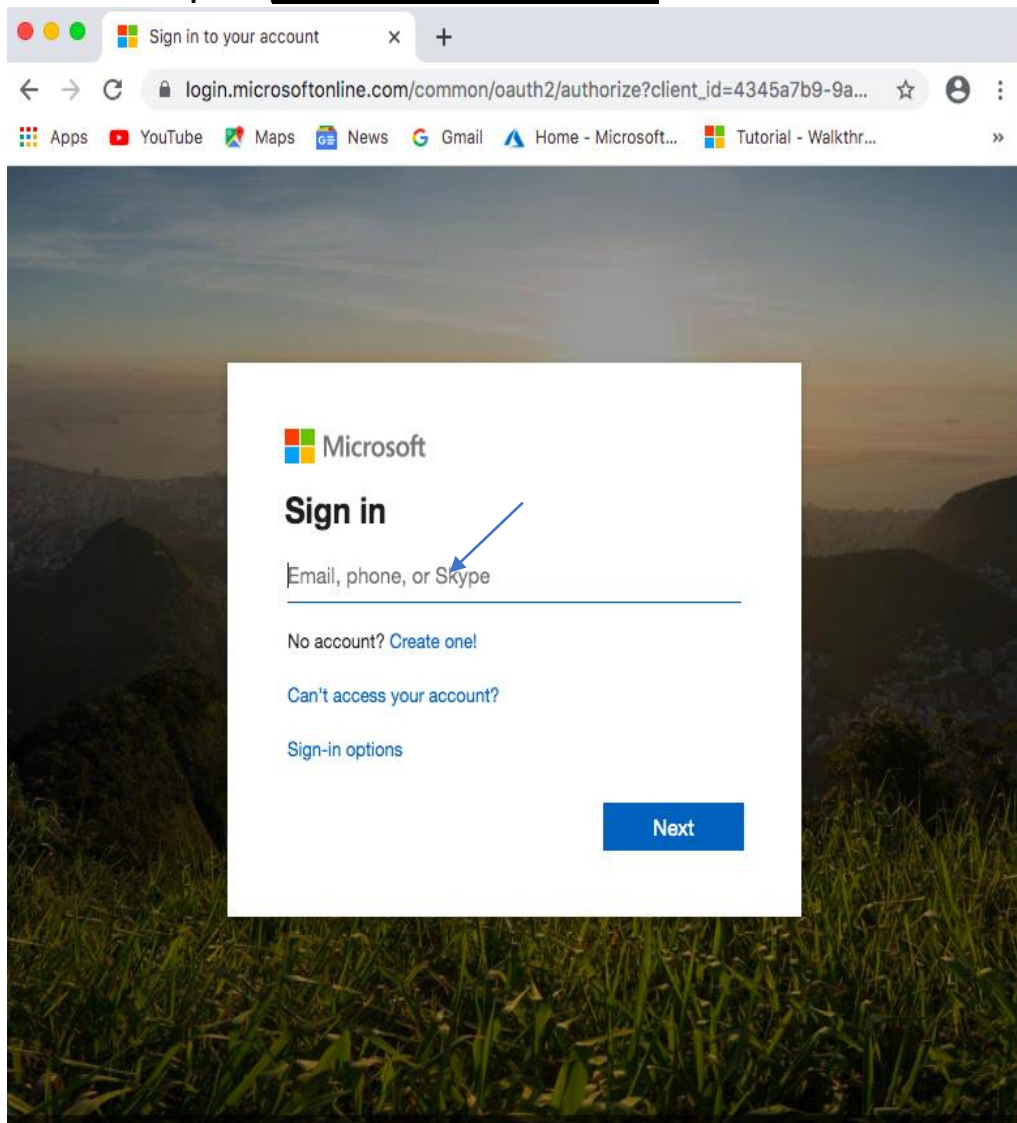 Sign in to your account
login.microsoftonline.com/common/oauth2/authorize?client_id=4345a7b9-9a...
Apps YouTube Maps News Gmail Home - Microsoft... Tutorial - Walkthr... »
Microsoft
Sign in
Email, phone, or Skype
No account? Create one!
Can't access your account?
Sign-in options
Next